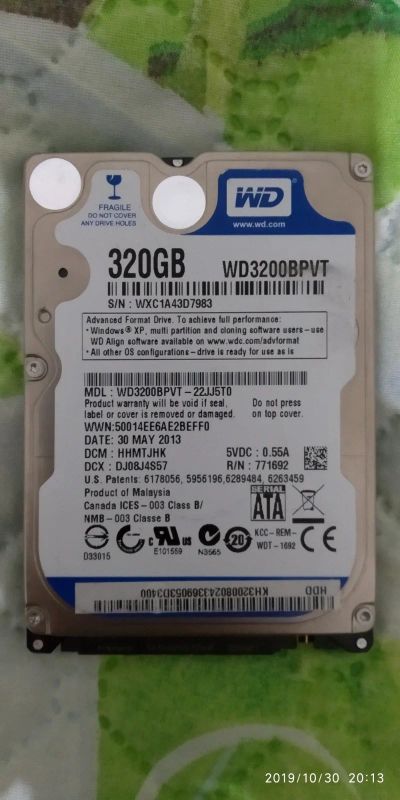 FRAGILE
DO NOT COVER
ANY DRIVE HOLES
WD
www.wd.com
320GB WD3200BPVT
S/N : WXC1A43D7983
Advanced Format Drive. To achieve full performance:
• Windows® XP, multi partition and cloning software users – use
WD Align software available on www.wdc.com/advformat
• All other OS configurations – drive is ready for use as is
MDL : WD3200BPVT – 22JJ5T0
Product warranty will be void if seal, Do not press
label or cover is removed or damaged. on top cover.
WWN: 50014EE6AE2BEFF0
DATE: 30 MAY 2013
DCM : HHMTJHK 5VDC : 0.55A
DCX : DJ08J4S57 R/N : 771692
U.S. Patents: 6178056, 5956196,6289484, 6263459
Product of Malaysia
Canada ICES – 003 Class B/
NMB – 003 Classe B
SERIAL
SATA
KCC – REM –
WDT – 1692
D33015 E101559 N3565 20
HDD
KH320080243369053D3400
2019/10/30 20:13